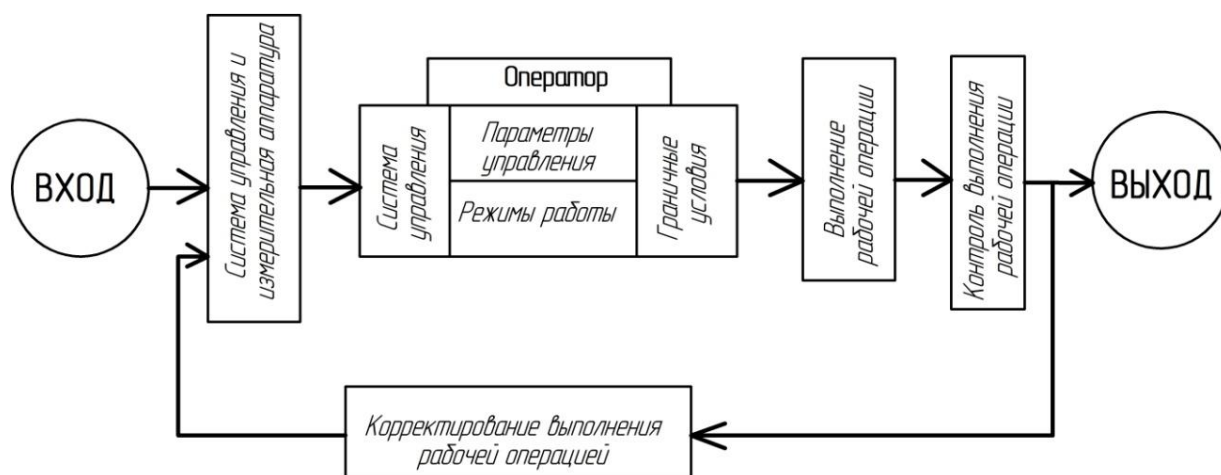 ВХОД
Система управления и
измерительная аппаратура
Оператор
Система
управления
Параметры
управления
Режимы работы
Граничные
условия
Выполнение
рабочей операции
Контроль выполнения
рабочей операции
ВЫХОД
Корректирование выполнения
рабочей операцией